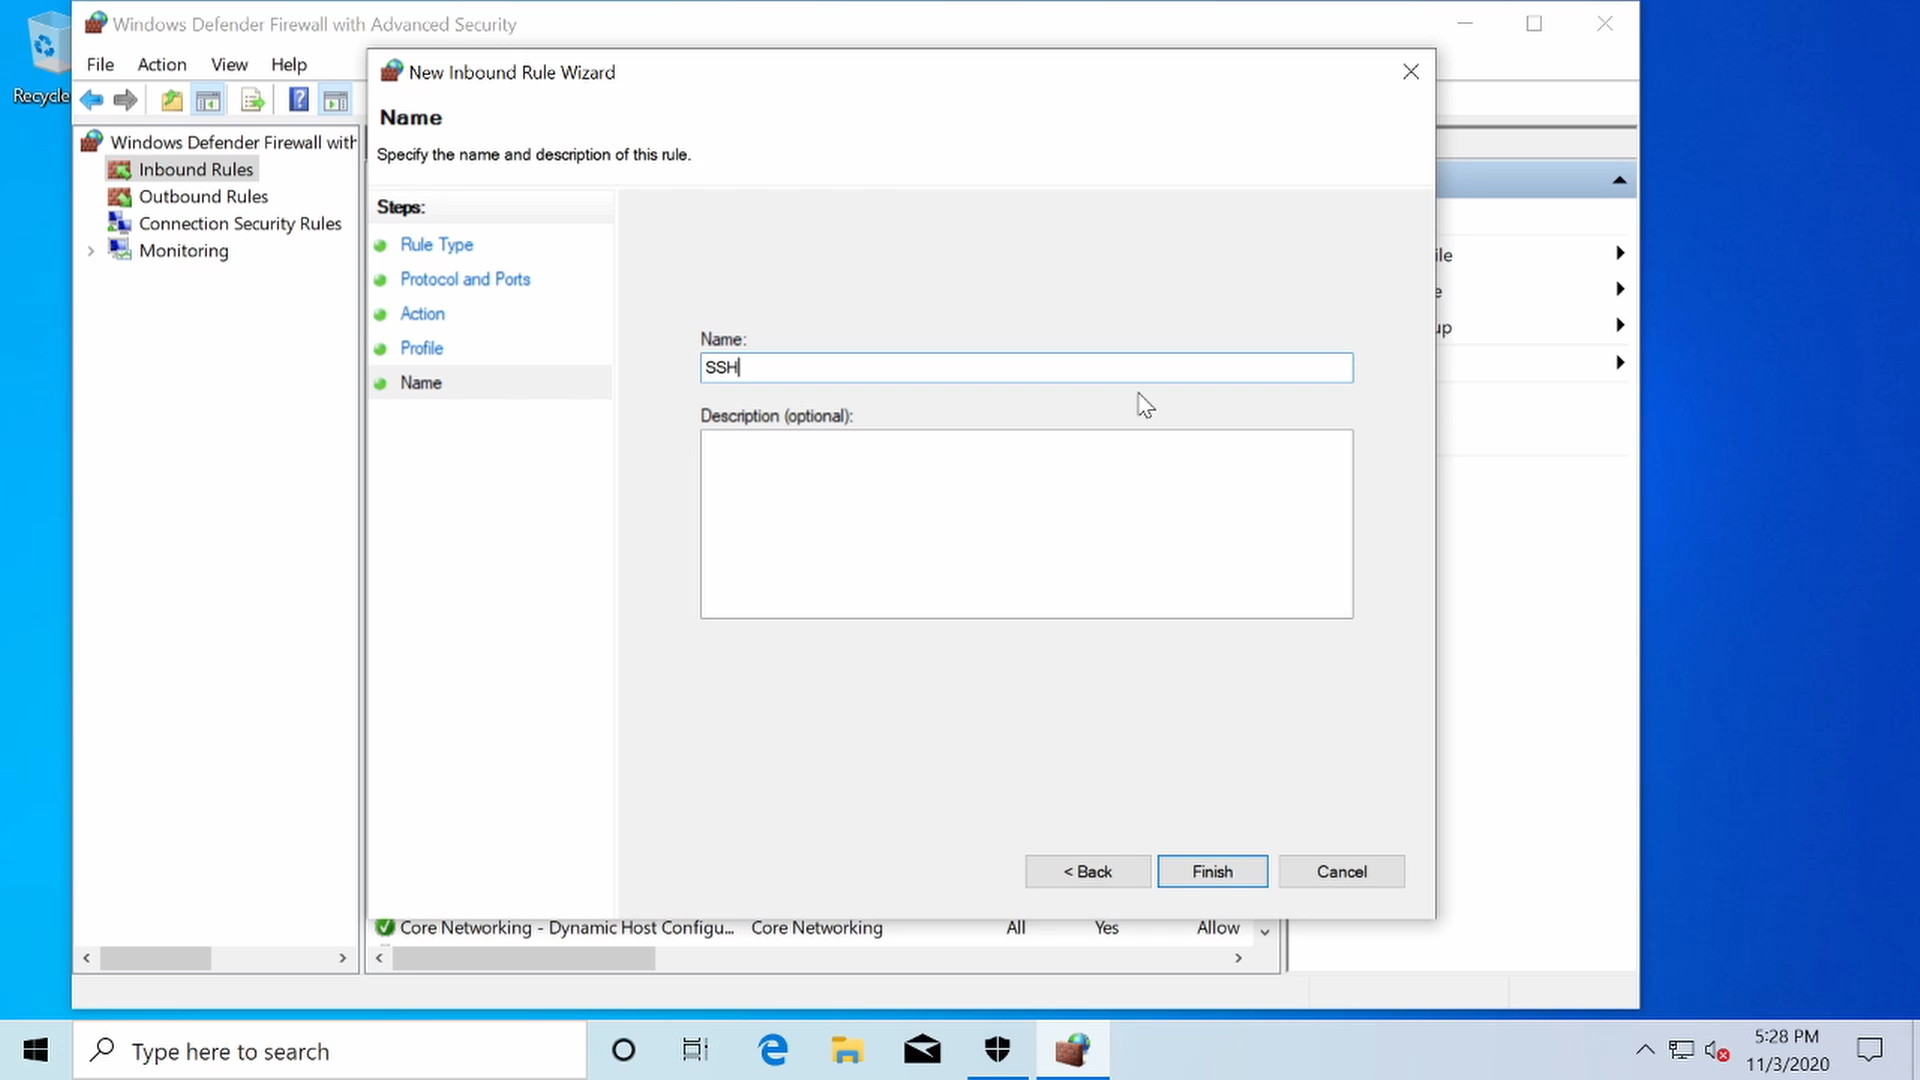 Recycle
Windows Defender Firewall with Advanced Security
File Action View Help
Windows Defender Firewall with
Inbound Rules
Outbound Rules
Connection Security Rules
Monitoring
New Inbound Rule Wizard
Name
Specify the name and description of this rule.
Steps:
Rule Type
Protocol and Ports
Action
Profile
Name
Name:
SSH
Description (optional):
< Back Finish Cancel
ile
e
up
Core Networking - Dynamic Host Configu... Core Networking All Yes Allow
Type here to search
5:28 PM
11/3/2020